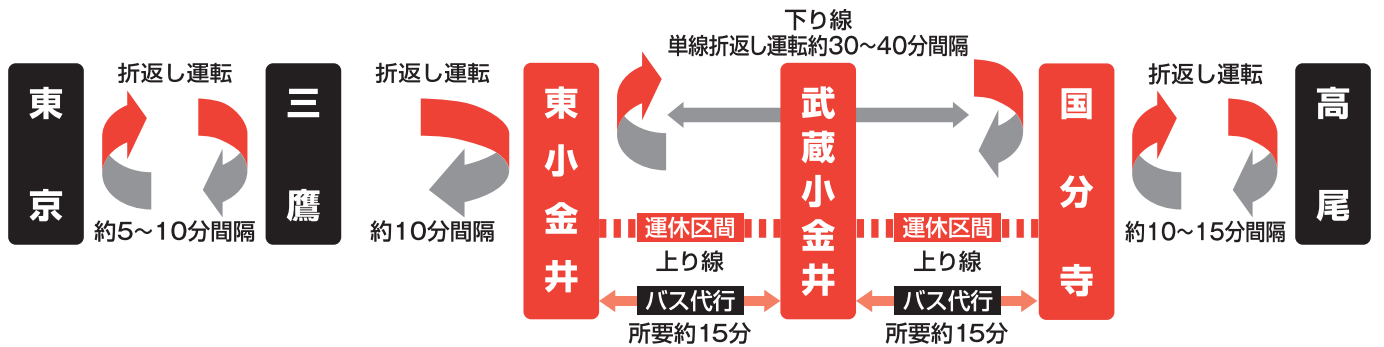 東京
折返し運転
約5〜10分間隔
三鷹
折返し運転
約10分間隔
東小金井
下り線
単線折返し運転約30〜40分間隔
武蔵小金井
運休区間
上り線
バス代行
所要約15分
運休区間
上り線
バス代行
所要約15分
国分寺
折返し運転
約10〜15分間隔
高尾